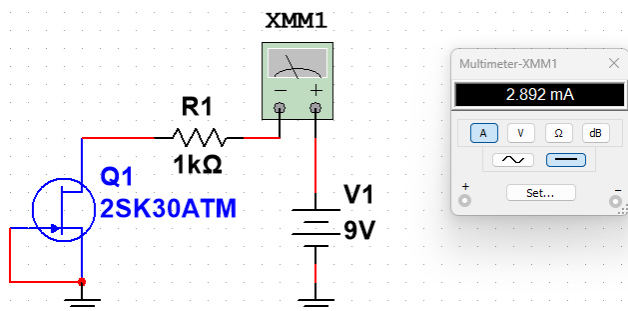 XMM1
R1
1kΩ
Q1
2SK30ATM
V1
9V
Multimeter-XMM1
2.892 mA
A V Ω dB
+ Set... −